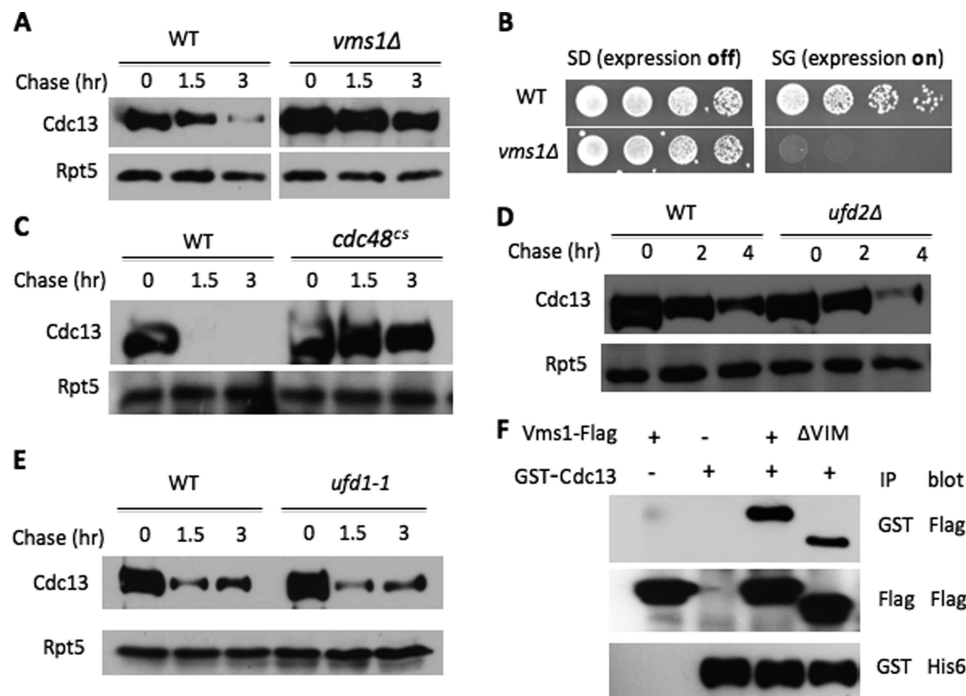 A
WT vms1Δ
Chase (hr) 0 1.5 3 0 1.5 3
Cdc13
Rpt5
B
SD (expression off) SG (expression on)
WT
vms1Δ
C
WT cdc48cs
Chase (hr) 0 1.5 3 0 1.5 3
Cdc13
Rpt5
D
WT ufd2Δ
Chase (hr) 0 2 4 0 2 4
Cdc13
Rpt5
E
WT ufd1-1
Chase (hr) 0 1.5 3 0 1.5 3
Cdc13
Rpt5
F
Vms1-Flag + - + ΔVIM
GST-Cdc13 - + + + IP blot
GST Flag
Flag Flag
GST His6